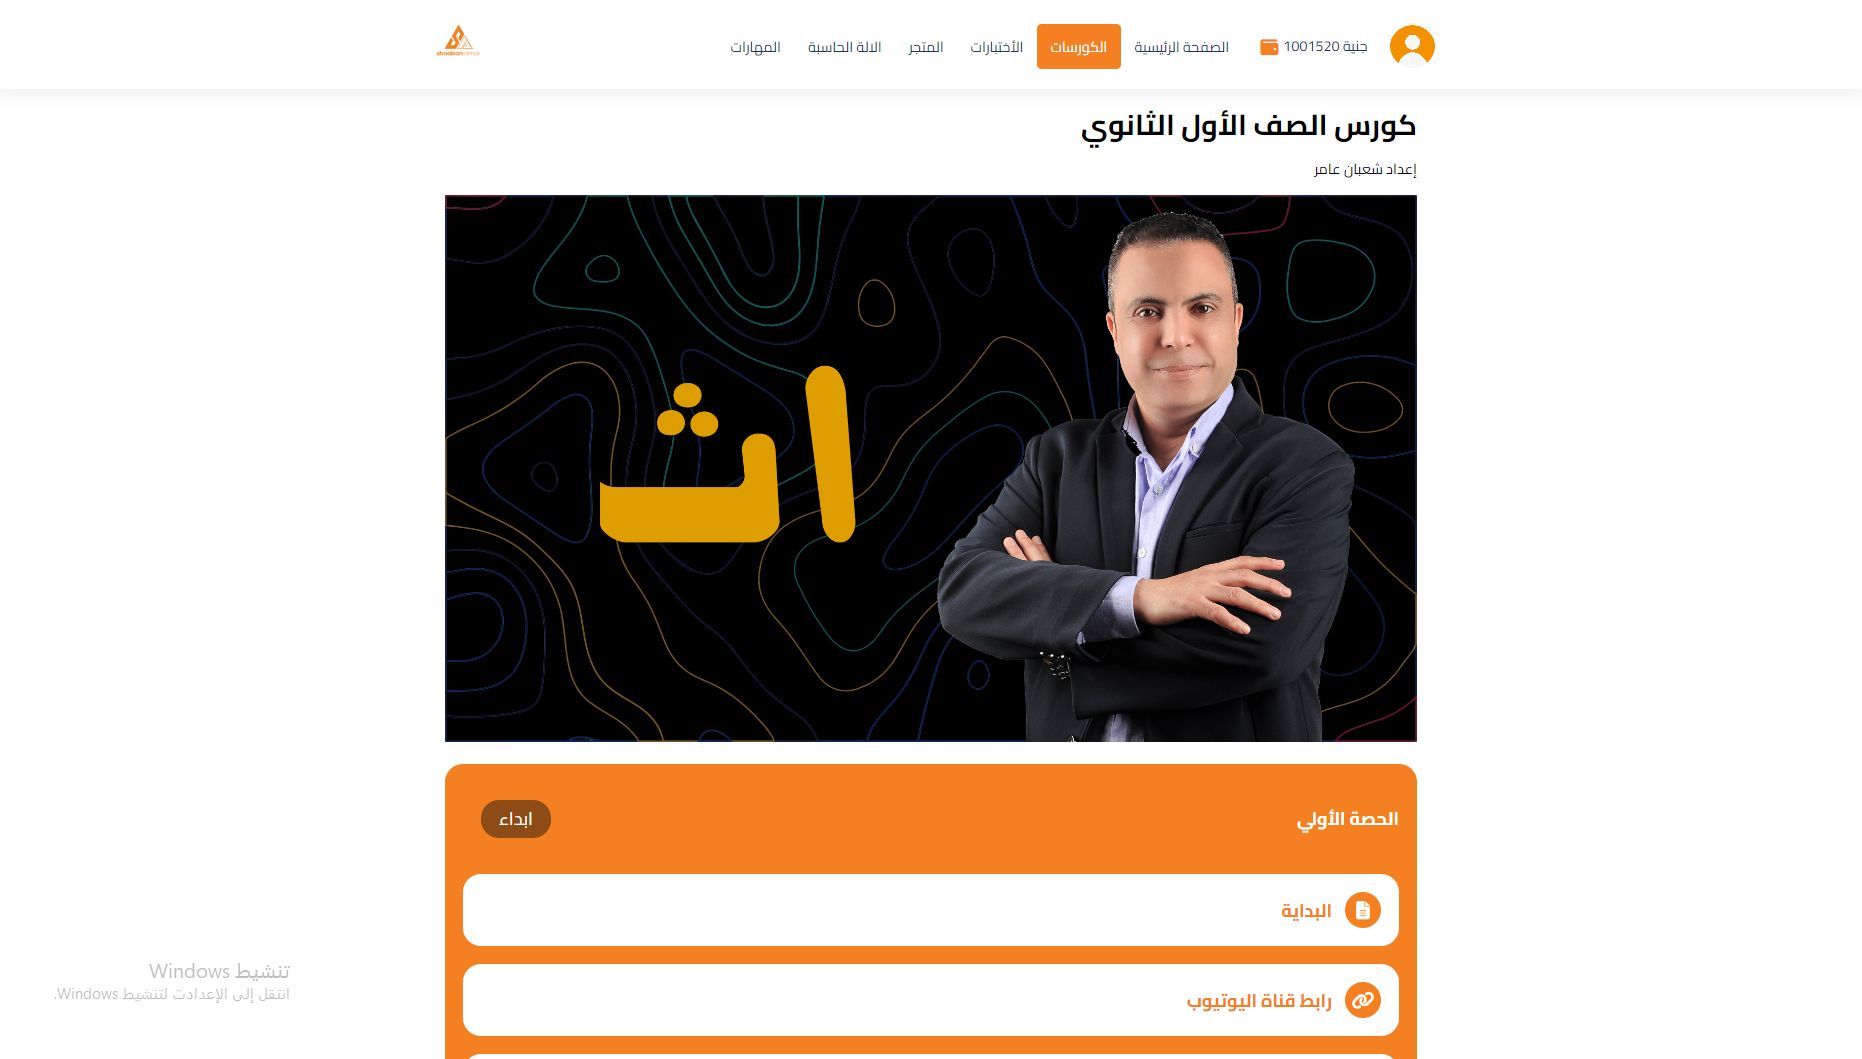 جنية 1001520
الصفحة الرئيسية
الكورسات
الأختبارات
المتجر
الالة الحاسبة
المهارات
shaaban amer
كورس الصف الأول الثانوي
إعداد شعبان عامر
اث
الحصة الأولي
ابداء
البداية
رابط قناة اليوتيوب
تنشيط Windows
انتقل إلى الإعدادت لتنشيط Windows.